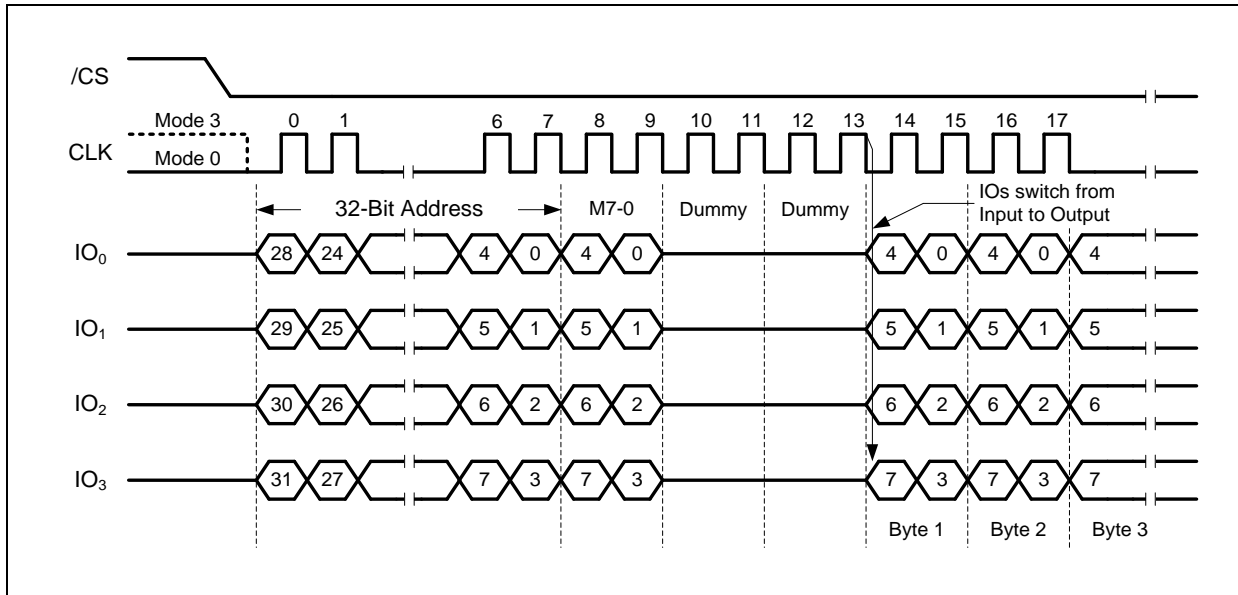 /CS
Mode 3 0 1 6 7 8 9 10 11 12 13 14 15 16 17
CLK
Mode 0
32-Bit Address M7-0 Dummy Dummy
IOs switch from
Input to Output
IO₀ 28 24 4 0 4 0 4 0 4 0 4
IO₁ 29 25 5 1 5 1 5 1 5 1 5
IO₂ 30 26 6 2 6 2 6 2 6 2 6
IO₃ 31 27 7 3 7 3 7 3 7 3 7
Byte 1 Byte 2 Byte 3